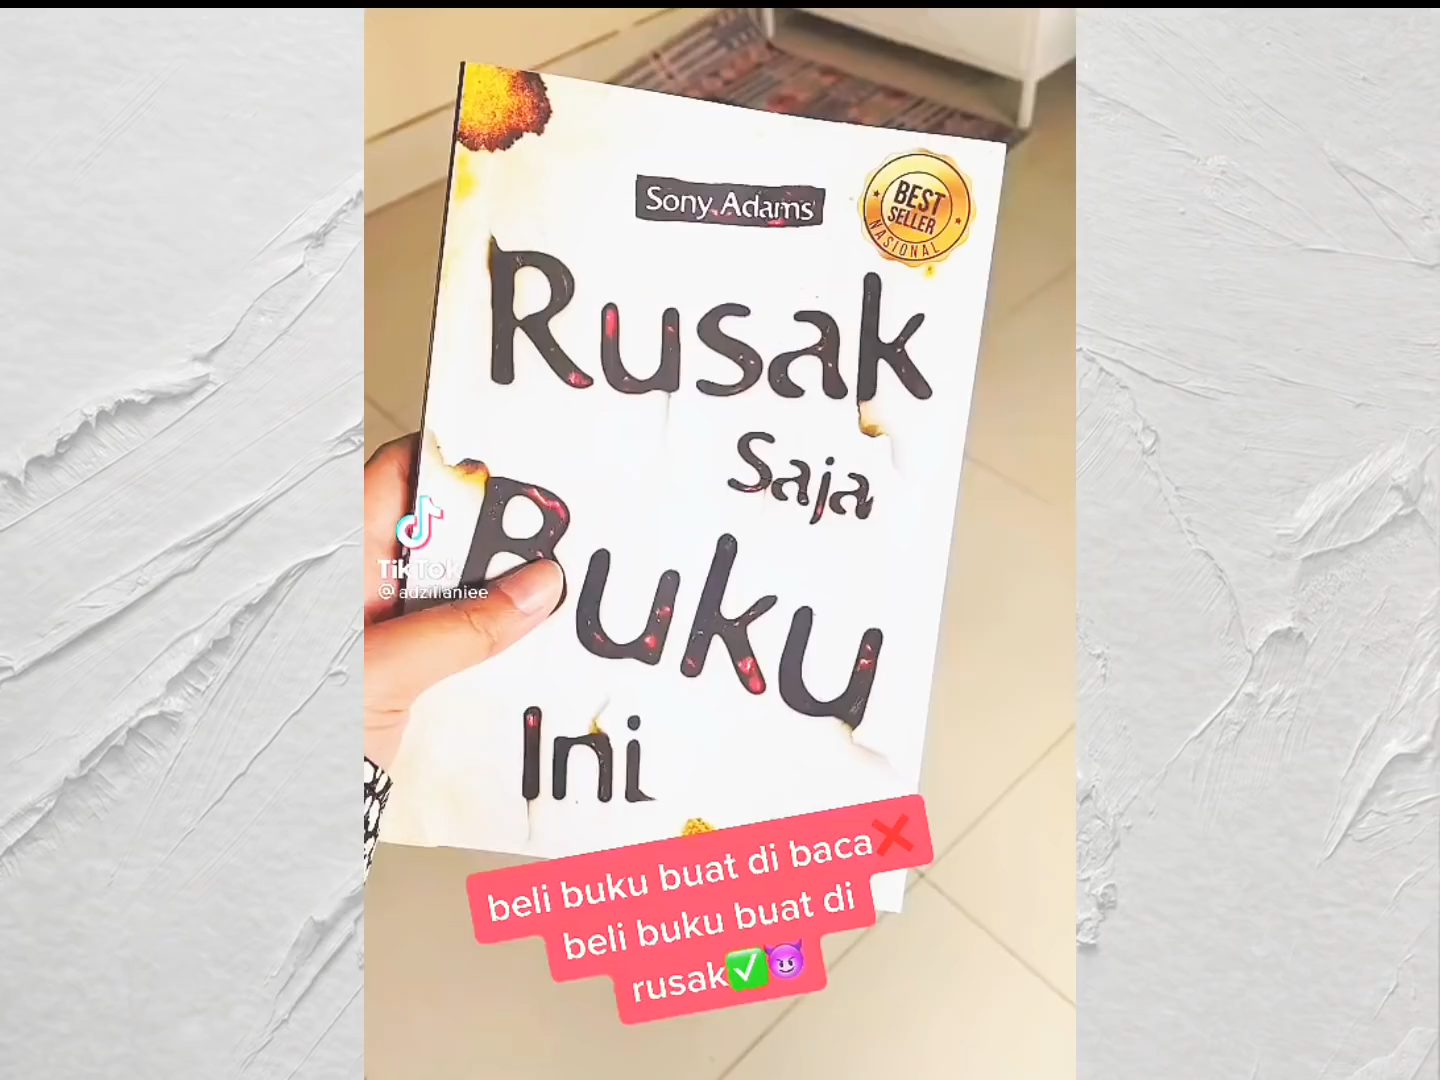 Sony Adams
BEST
SELLER
NASIONAL
Rusak
Saja
Buku
Ini
TikTok
@adzillaniee
beli buku buat di baca❌
beli buku buat di
rusak✅😈